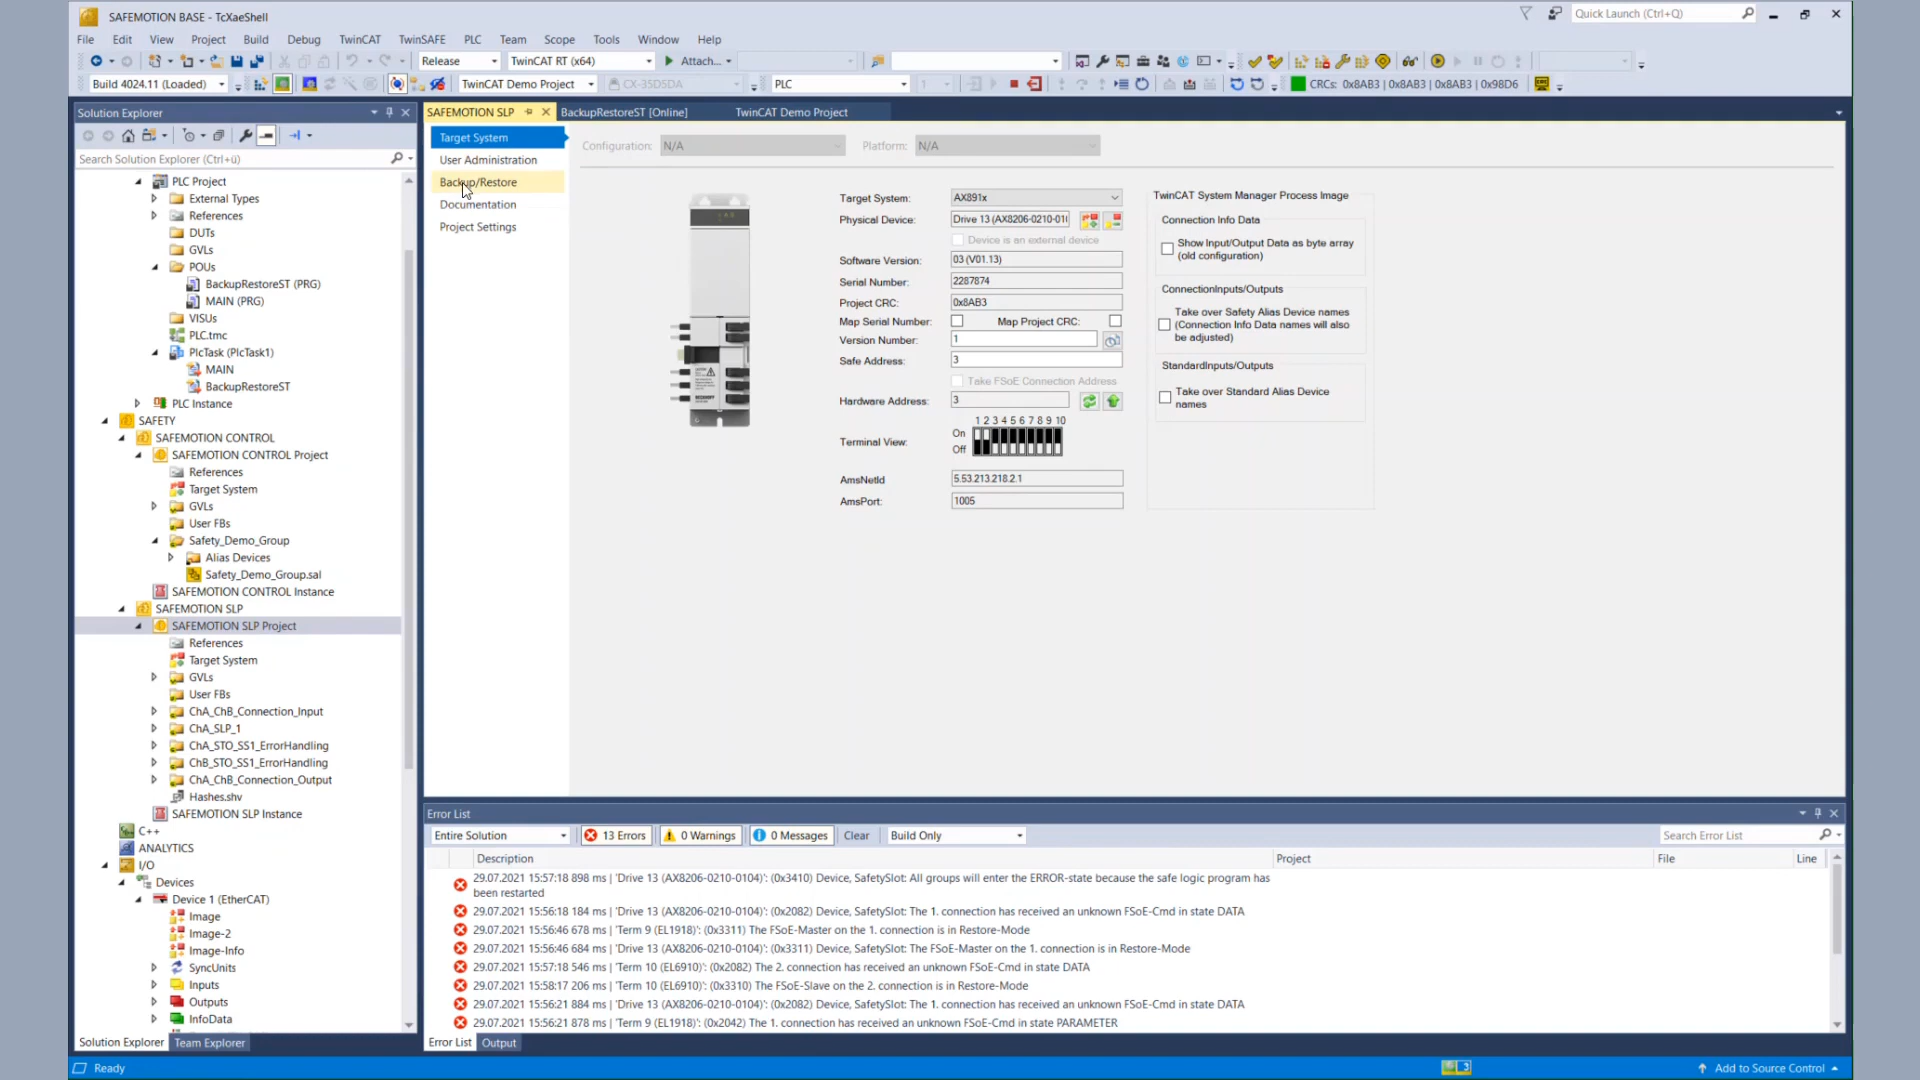 SAFEMOTION BASE - TcXaeShell
Quick Launch (Ctrl+Q)
File Edit View Project Build Debug TwinCAT TwinSAFE PLC Team Scope Tools Window Help
Release TwinCAT RT (x64) Attach...
Build 4024.11 (Loaded) TwinCAT Demo Project CX-35D5DA PLC 1 CRCs: 0x8AB3 | 0x8AB3 | 0x8AB3 | 0x98D6
Solution Explorer
Search Solution Explorer (Ctrl+ü)
PLC Project
External Types
References
DUTs
GVLs
POUs
BackupRestoreST (PRG)
MAIN (PRG)
VISUs
PLC.tmc
PlcTask (PlcTask1)
MAIN
BackupRestoreST
PLC Instance
SAFETY
SAFEMOTION CONTROL
SAFEMOTION CONTROL Project
References
Target System
GVLs
User FBs
Safety_Demo_Group
Alias Devices
Safety_Demo_Group.sal
SAFEMOTION CONTROL Instance
SAFEMOTION SLP
SAFEMOTION SLP Project
References
Target System
GVLs
User FBs
ChA_ChB_Connection_Input
ChA_SLP_1
ChA_STO_SS1_ErrorHandling
ChB_STO_SS1_ErrorHandling
ChA_ChB_Connection_Output
Hashes.shv
SAFEMOTION SLP Instance
C++
ANALYTICS
I/O
Devices
Device 1 (EtherCAT)
Image
Image-2
Image-Info
SyncUnits
Inputs
Outputs
InfoData
Solution Explorer Team Explorer
SAFEMOTION SLP BackupRestoreST [Online] TwinCAT Demo Project
Target System
User Administration
Backup/Restore
Documentation
Project Settings
Configuration: N/A Platform: N/A
Target System: AX891x
Physical Device: Drive 13 (AX8206-0210-01(
Device is an external device
Software Version: 03 (V01.13)
Serial Number: 2287874
Project CRC: 0x8AB3
Map Serial Number: Map Project CRC:
Version Number: 1
Safe Address: 3
Take FSoE Connection Address
Hardware Address: 3
1 2 3 4 5 6 7 8 9 10
On
Terminal View:
Off
AmsNetId 5.53.213.218.2.1
AmsPort: 1005
TwinCAT System Manager Process Image
Connection Info Data
Show Input/Output Data as byte array
(old configuration)
ConnectionInputs/Outputs
Take over Safety Alias Device names
(Connection Info Data names will also
be adjusted)
StandardInputs/Outputs
Take over Standard Alias Device
names
Error List
Entire Solution 13 Errors 0 Warnings 0 Messages Clear Build Only Search Error List
Description Project File Line
29.07.2021 15:57:18 898 ms | 'Drive 13 (AX8206-0210-0104)': (0x3410) Device, SafetySlot: All groups will enter the ERROR-state because the safe logic program has
been restarted
29.07.2021 15:56:18 184 ms | 'Drive 13 (AX8206-0210-0104)': (0x2082) Device, SafetySlot: The 1. connection has received an unknown FSoE-Cmd in state DATA
29.07.2021 15:56:46 678 ms | 'Term 9 (EL1918)': (0x3311) The FSoE-Master on the 1. connection is in Restore-Mode
29.07.2021 15:56:46 684 ms | 'Drive 13 (AX8206-0210-0104)': (0x3311) Device, SafetySlot: The FSoE-Master on the 1. connection is in Restore-Mode
29.07.2021 15:57:18 546 ms | 'Term 10 (EL6910)': (0x2082) The 2. connection has received an unknown FSoE-Cmd in state DATA
29.07.2021 15:58:17 206 ms | 'Term 10 (EL6910)': (0x3310) The FSoE-Slave on the 2. connection is in Restore-Mode
29.07.2021 15:56:21 884 ms | 'Drive 13 (AX8206-0210-0104)': (0x2082) Device, SafetySlot: The 1. connection has received an unknown FSoE-Cmd in state DATA
29.07.2021 15:56:21 878 ms | 'Term 9 (EL1918)': (0x2042) The 1. connection has received an unknown FSoE-Cmd in state PARAMETER
Error List Output
Ready 3 Add to Source Control